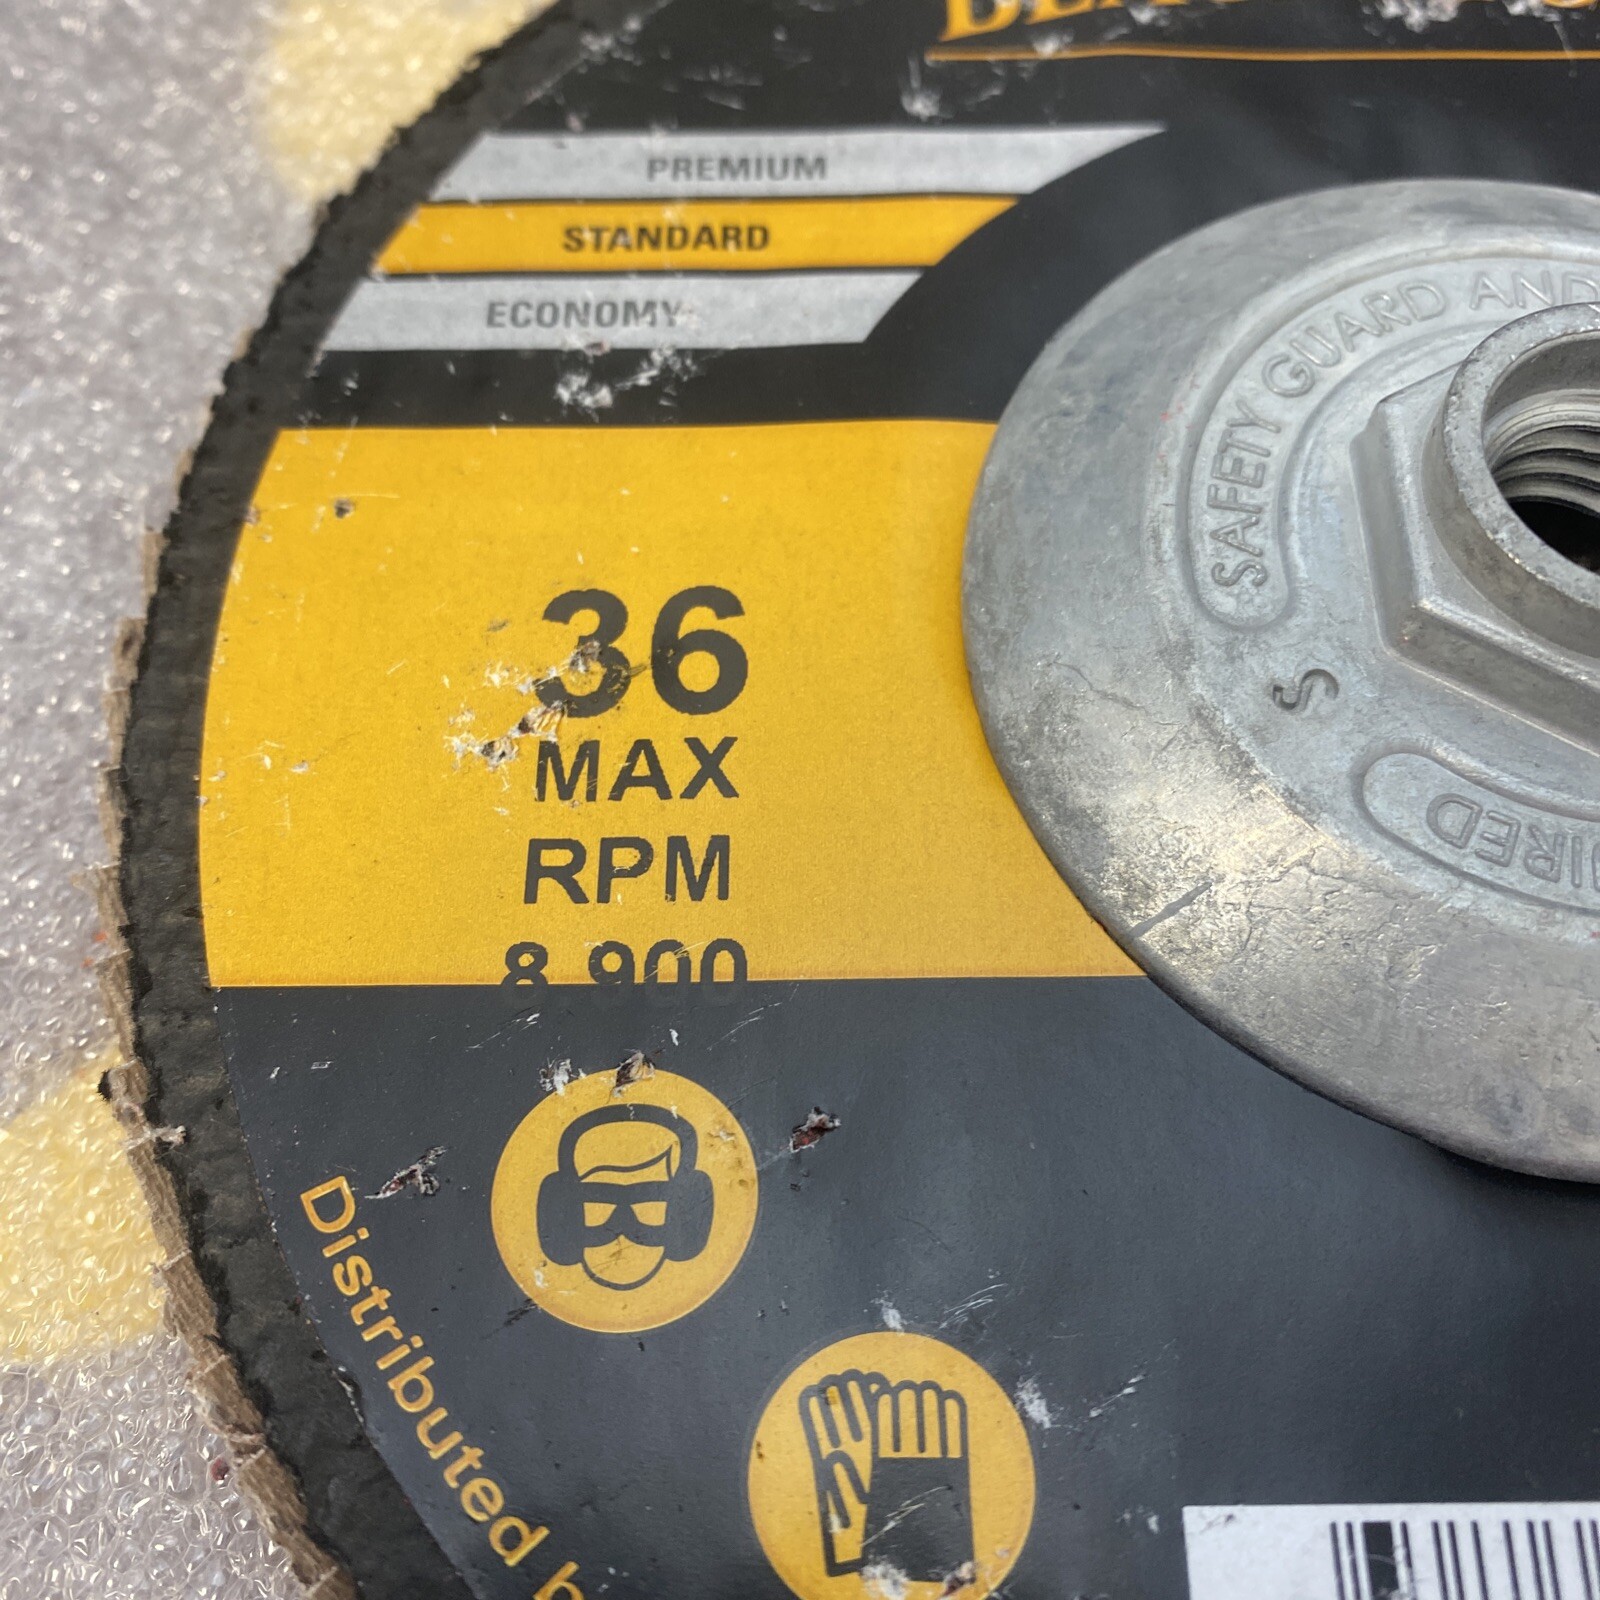 PREMIUM
STANDARD
ECONOMY
36
MAX
RPM
8,900
SAFETY GUARD AND
S
Distributed